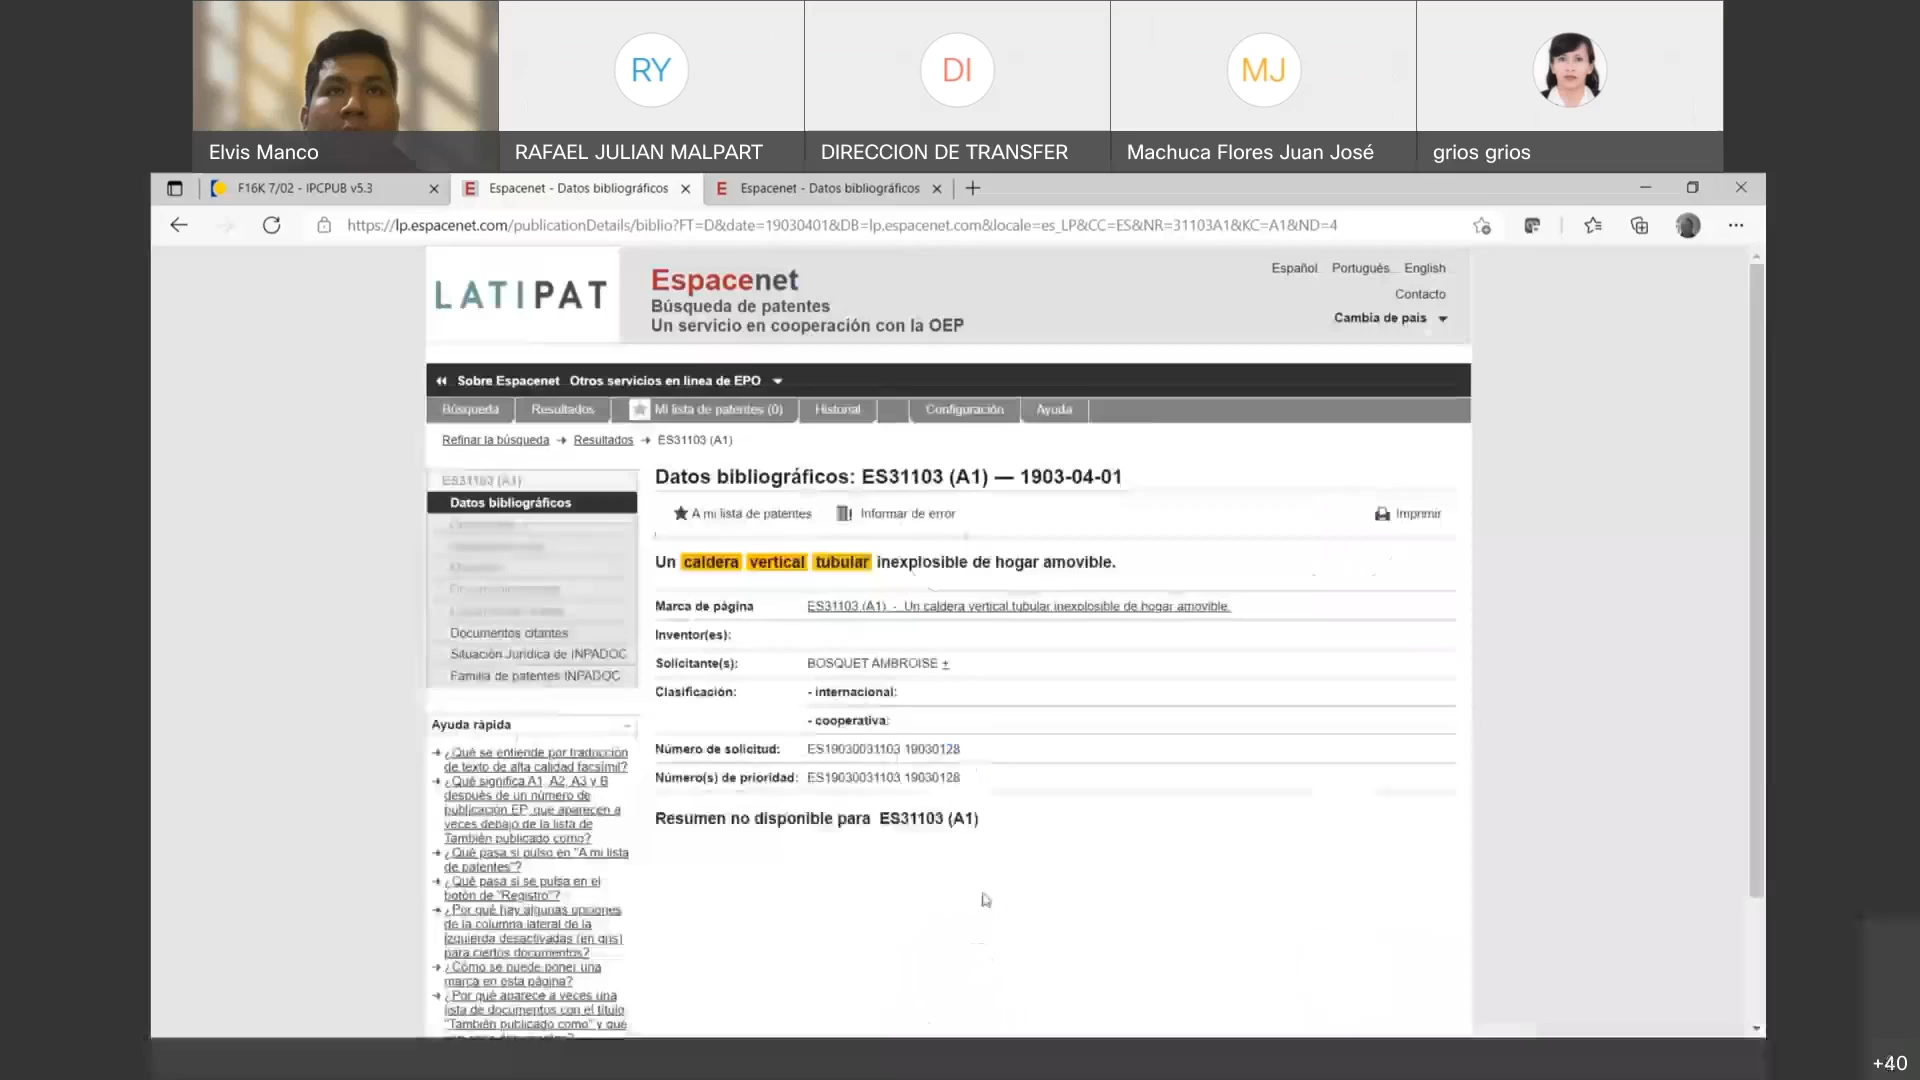 RY
DI
MJ
Elvis Manco
RAFAEL JULIAN MALPART
DIRECCION DE TRANSFER
Machuca Flores Juan José
grios grios
F16K 7/02 - IPCPUB v5.3
Espacenet - Datos bibliográficos
Espacenet - Datos bibliográficos
https://lp.espacenet.com/publicationDetails/biblio?FT=D&date=19030401&DB=lp.espacenet.com&locale=es_LP&CC=ES&NR=31103A1&KC=A1&ND=4
LATIPAT
Espacenet
Búsqueda de patentes
Un servicio en cooperación con la OEP
Español Português English
Contacto
Cambia de país
Sobre Espacenet Otros servicios en línea de EPO
Búsqueda Resultados Mi lista de patentes (0) Historial Configuración Ayuda
Refinar la búsqueda → Resultados → ES31103 (A1)
ES31103 (A1)
Datos bibliográficos
Documentos citantes
Situación Jurídica de INPADOC
Familia de patentes INPADOC
Datos bibliográficos: ES31103 (A1) — 1903-04-01
A mi lista de patentes Informar de error Imprimir
Un caldera vertical tubular inexplosible de hogar amovible.
Marca de página ES31103 (A1) - Un caldera vertical tubular inexplosible de hogar amovible.
Inventor(es):
Solicitante(s): BOSQUET AMBROISE ±
Clasificación: - internacional:
- cooperativa:
Número de solicitud: ES19030031103 19030128
Número(s) de prioridad: ES19030031103 19030128
Resumen no disponible para ES31103 (A1)
Ayuda rápida
→ ¿Qué se entiende por traducción
de texto de alta calidad facsímil?
→ ¿Qué significa A1, A2, A3 y B
después de un número de
publicación EP, que aparecen a
veces debajo de la lista de
También publicado como?
→ ¿Qué pasa si pulso en "A mi lista
de patentes"?
→ ¿Qué pasa si se pulsa en el
botón de "Registro"?
→ ¿Por qué hay algunas opciones
de la columna lateral de la
izquierda desactivadas (en gris)
para ciertos documentos?
→ ¿Cómo se puede poner una
marca en esta página?
→ ¿Por qué aparece a veces una
lista de documentos con el título
"También publicado como" y qué
+40